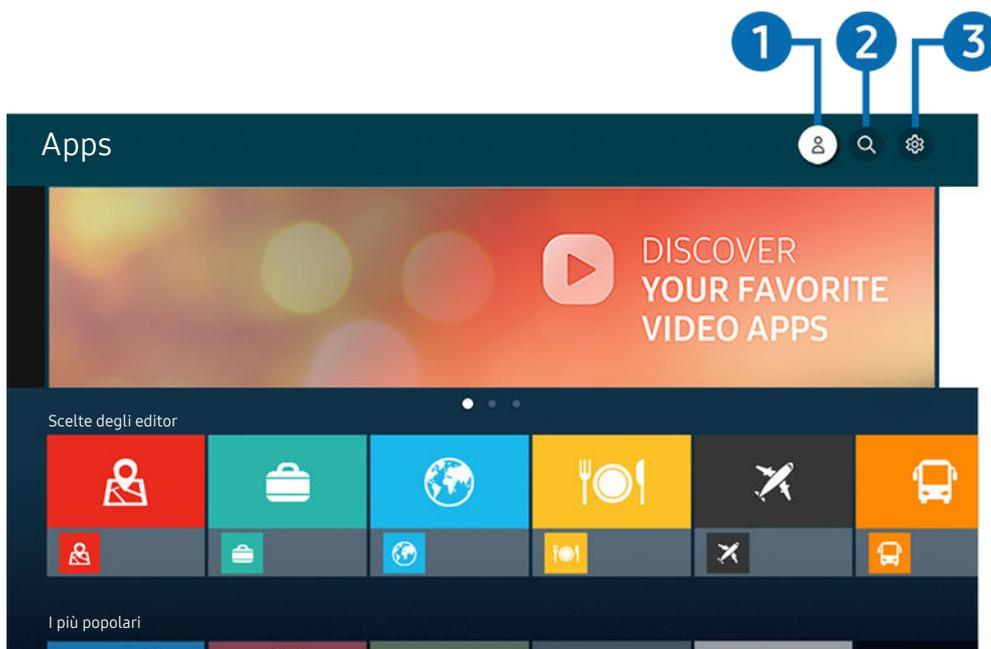 1 2 3
Apps
DISCOVER
YOUR FAVORITE
VIDEO APPS
Scelte degli editor
I più popolari